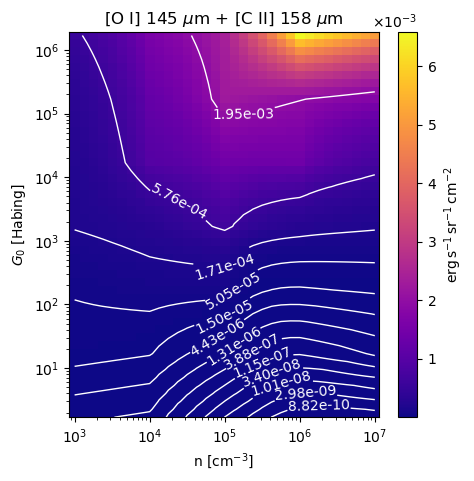 [O I] 145 μm + [C II] 158 μm
×10⁻³
10⁶
10⁵
10⁴
10³
10²
10¹
G₀ [Habing]
1.95e-03
5.76e-04
1.71e-04
5.05e-05
1.50e-05
4.43e-06
1.31e-06
3.88e-07
1.15e-07
3.40e-08
1.01e-08
2.98e-09
8.82e-10
10³ 10⁴ 10⁵ 10⁶ 10⁷
n [cm⁻³]
6
5
4
3
2
1
erg s⁻¹ sr⁻¹ cm⁻²